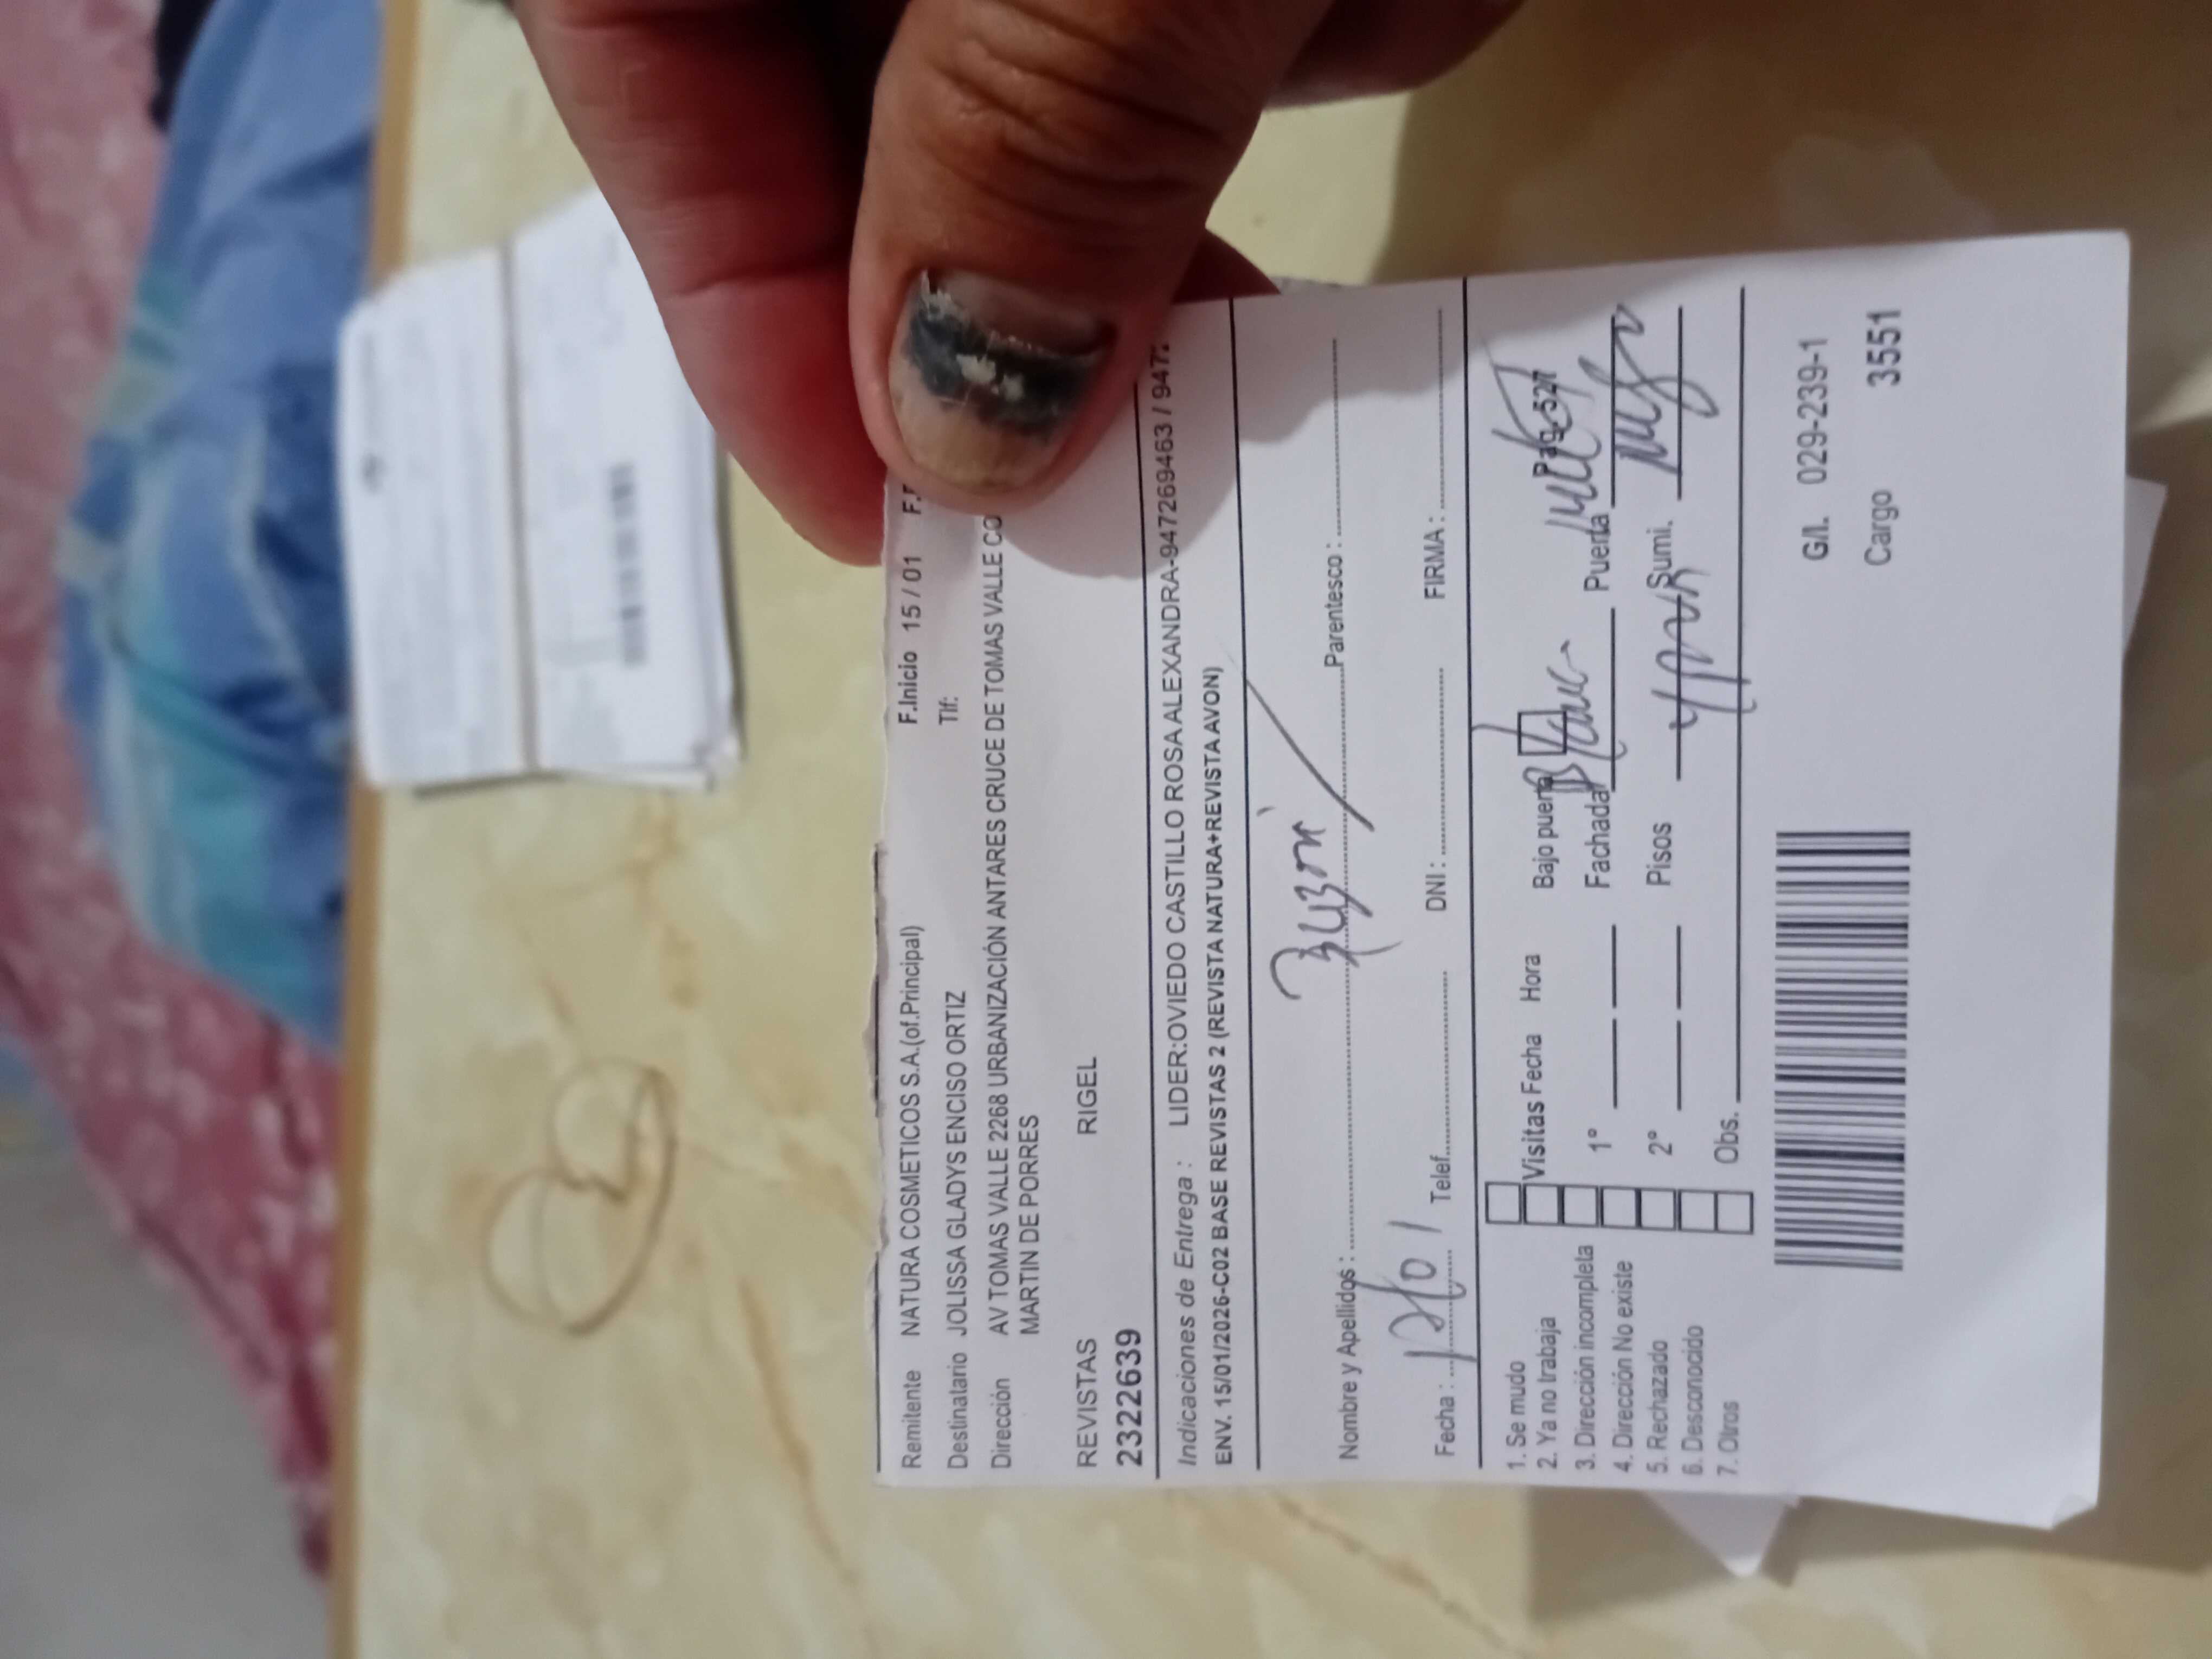 F.Inicio 15 / 01
Remitente NATURA COSMETICOS S.A.(of.Principal)
Tlf:
Destinatario JOLISSA GLADYS ENCISO ORTIZ
Dirección AV TOMAS VALLE 2268 URBANIZACIÓN ANTARES CRUCE DE TOMAS VALLE CO
MARTIN DE PORRES
REVISTAS RIGEL
23222639
Indicaciones de Entrega : LIDER:OVIEDO CASTILLO ROSA ALEXANDRA-947269463 / 947
ENV. 15/01/2026-C02 BASE REVISTAS 2 (REVISTA NATURA+REVISTA AVON)
Buzón
Nombre y Apellidos : Parentesco :
Fecha : Telef. DNI : FIRMA :
1. Se mudo
2. Ya no trabaja
3. Dirección incompleta
4. Dirección No existe
5. Rechazado
6. Desconocido
7. Otros
Visitas Fecha Hora Bajo puerta Pag-527
1° Fachada Blanc Puerta
2° Pisos Sumi.
Obs.
G/I. 029-239-1
Cargo 3551